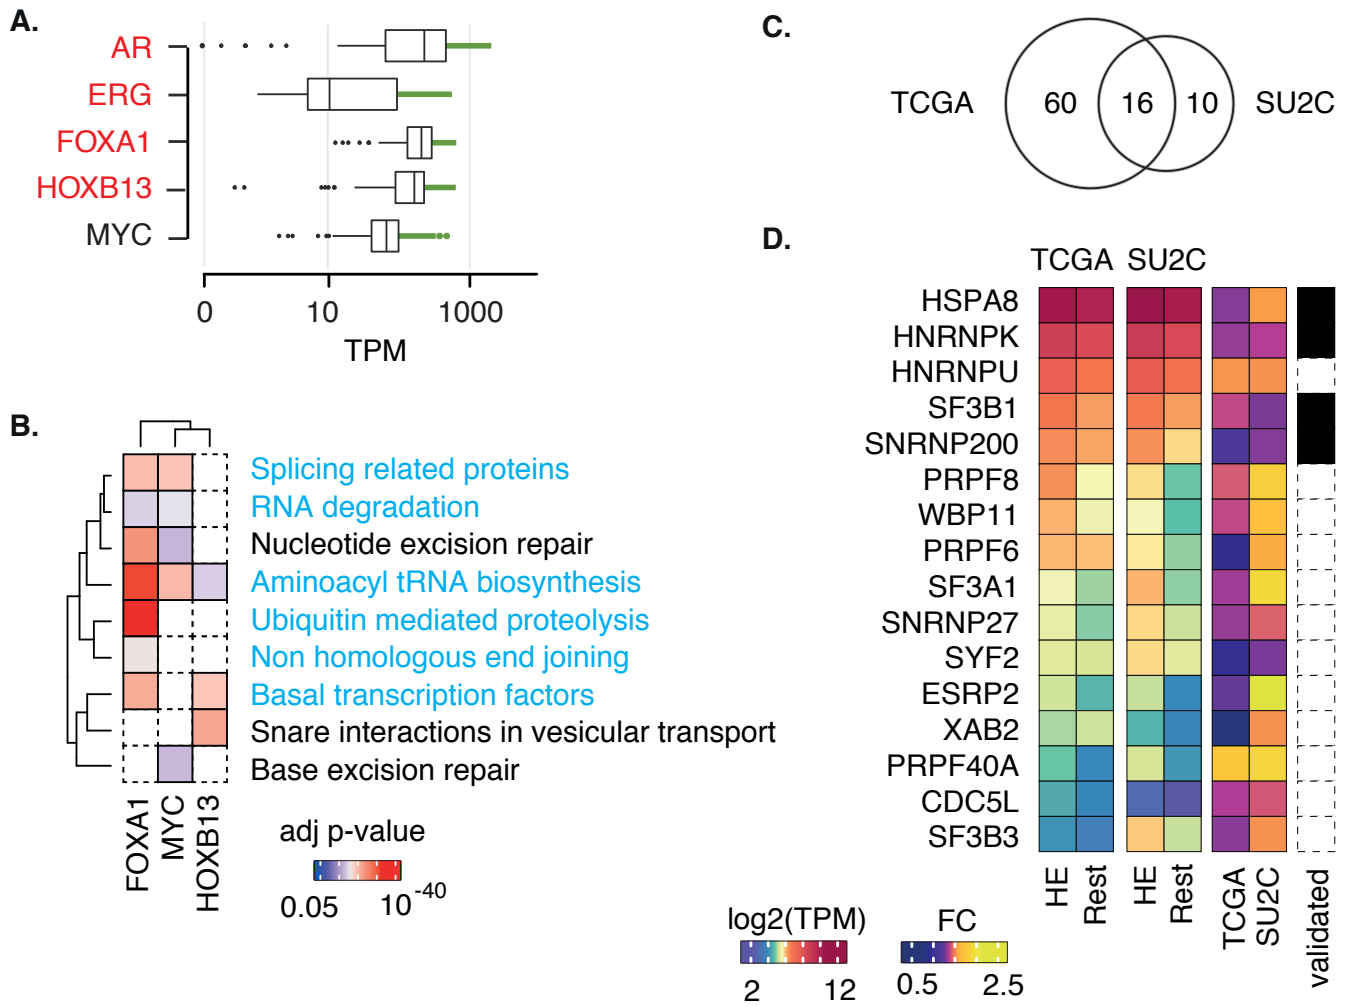 A.
AR
ERG
FOXA1
HOXB13
MYC
0 10 1000
TPM
B.
Splicing related proteins
RNA degradation
Nucleotide excision repair
Aminoacyl tRNA biosynthesis
Ubiquitin mediated proteolysis
Non homologous end joining
Basal transcription factors
Snare interactions in vesicular transport
Base excision repair
FOXA1 MYC HOXB13
adj p-value
0.05 10-40
C.
TCGA 60 16 10 SU2C
D.
TCGA SU2C
HSPA8
HNRNPK
HNRNPU
SF3B1
SNRNP200
PRPF8
WBP11
PRPF6
SF3A1
SNRNP27
SYF2
ESRP2
XAB2
PRPF40A
CDC5L
SF3B3
HE Rest HE Rest TCGA SU2C validated
log2(TPM)
2 12
FC
0.5 2.5